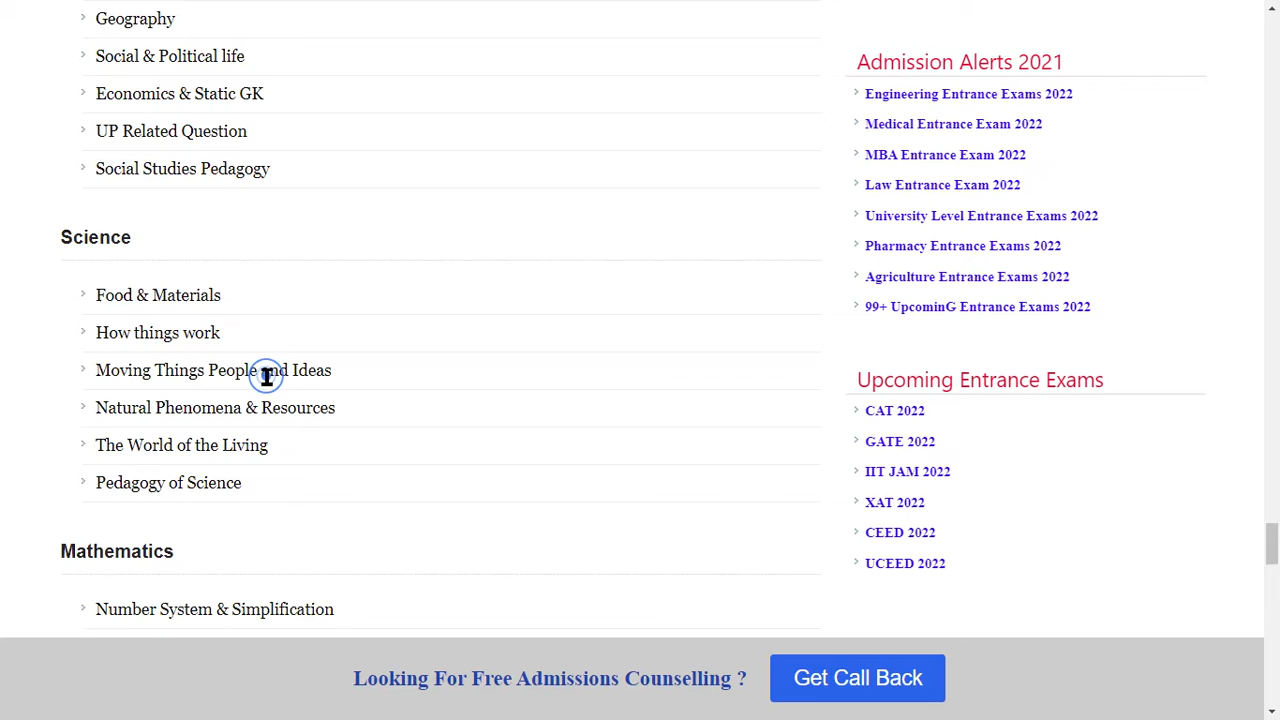 Geography
Social & Political life
Economics & Static GK
UP Related Question
Social Studies Pedagogy
Science
Food & Materials
How things work
Moving Things People and Ideas
Natural Phenomena & Resources
The World of the Living
Pedagogy of Science
Mathematics
Number System & Simplification
Admission Alerts 2021
Engineering Entrance Exams 2022
Medical Entrance Exam 2022
MBA Entrance Exam 2022
Law Entrance Exam 2022
University Level Entrance Exams 2022
Pharmacy Entrance Exams 2022
Agriculture Entrance Exams 2022
99+ UpcominG Entrance Exams 2022
Upcoming Entrance Exams
CAT 2022
GATE 2022
IIT JAM 2022
XAT 2022
CEED 2022
UCEED 2022
Looking For Free Admissions Counselling ?
Get Call Back